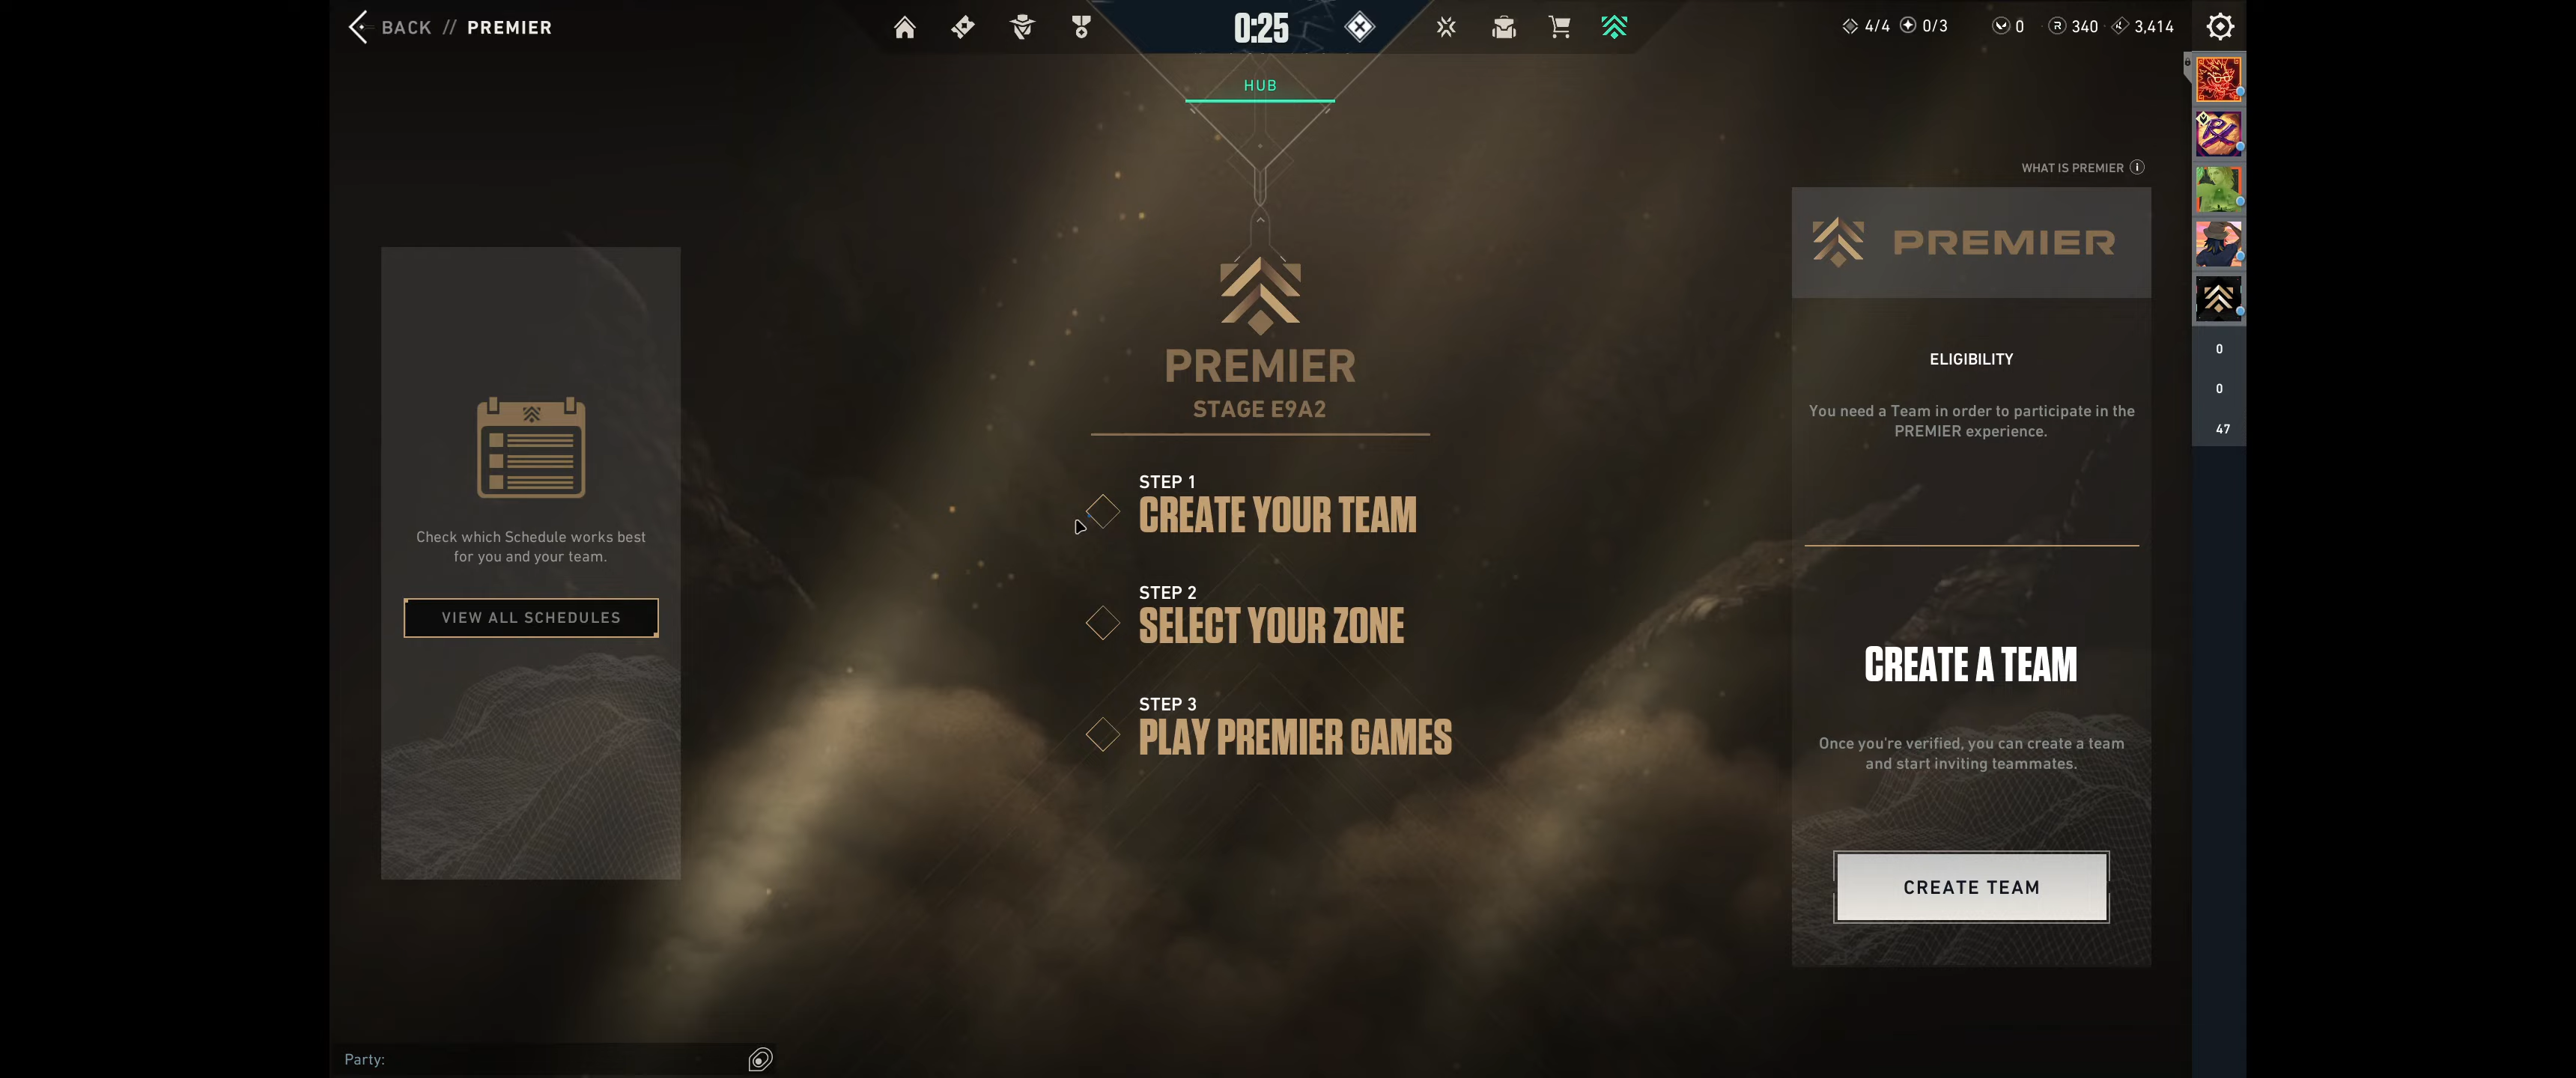 BACK // PREMIER
0:25
4/4 0/3 0 R 340 3,414
HUB
WHAT IS PREMIER i
PREMIER
PREMIER
STAGE E9A2
ELIGIBILITY
You need a Team in order to participate in the
PREMIER experience.
0
0
47
STEP 1
CREATE YOUR TEAM
STEP 2
SELECT YOUR ZONE
STEP 3
PLAY PREMIER GAMES
Check which Schedule works best
for you and your team.
VIEW ALL SCHEDULES
CREATE A TEAM
Once you're verified, you can create a team
and start inviting teammates.
CREATE TEAM
Party: